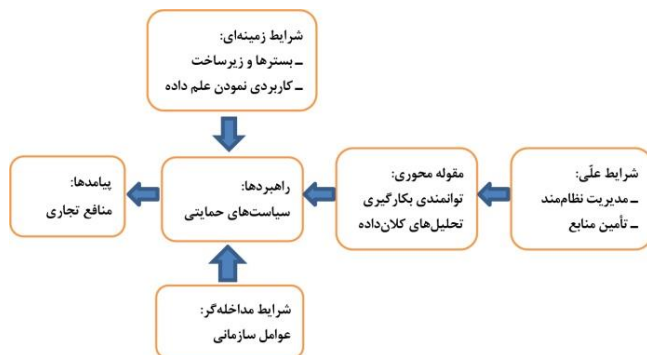 شرایط زمینه‌ای:
ـ بسترها و زیرساخت
ـ کاربردی نمودن علم داده
شرایط علّی:
ـ مدیریت نظام‌مند
ـ تأمین منابع
مقوله محوری:
توانمندی بکارگیری
تحلیل‌های کلان‌داده
راهبردها:
سیاست‌های حمایتی
پیامدها:
منافع تجاری
شرایط مداخله‌گر:
عوامل سازمانی